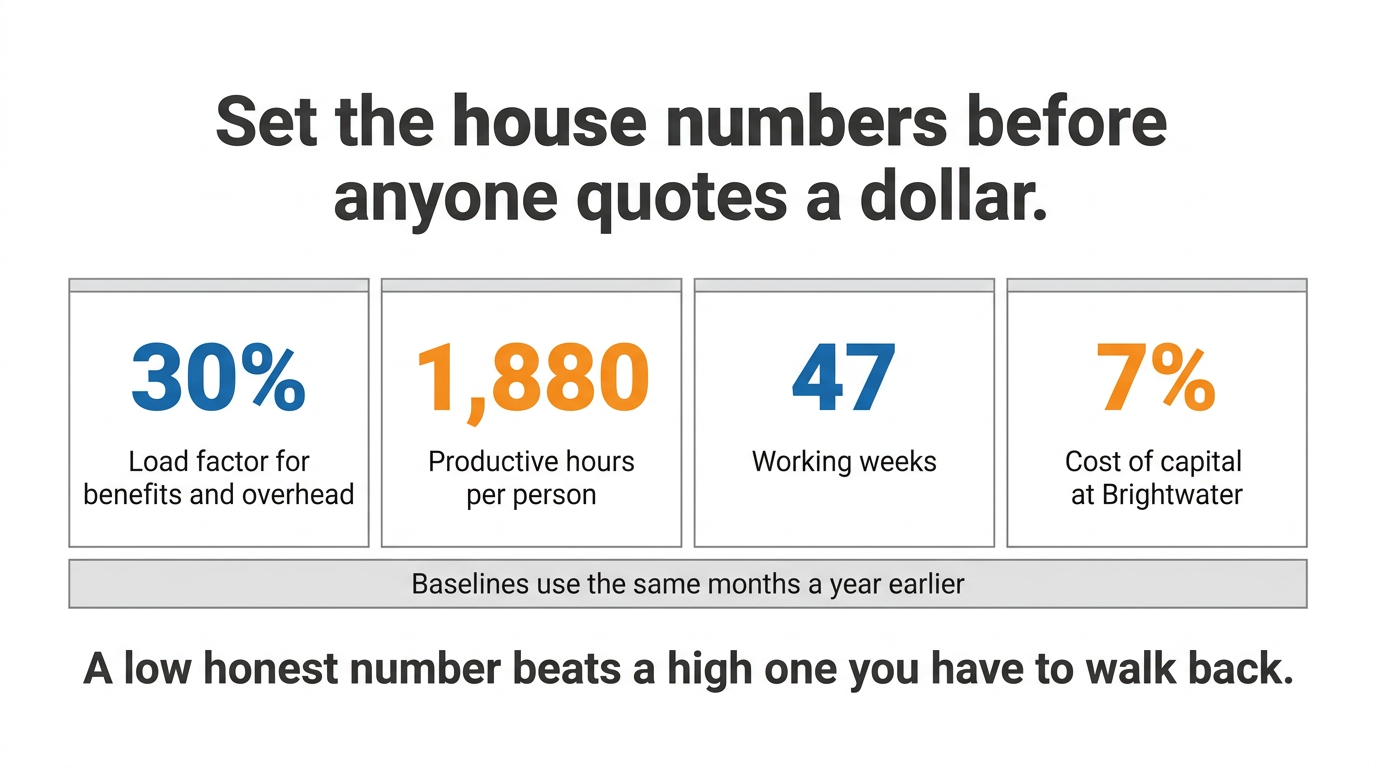 Set the house numbers before
anyone quotes a dollar.
30%
Load factor for
benefits and overhead
1,880
Productive hours
per person
47
Working weeks
7%
Cost of capital
at Brightwater
Baselines use the same months a year earlier
A low honest number beats a high one you have to walk back.